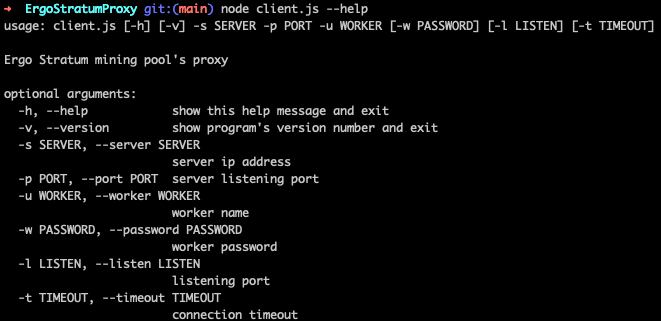 ➜  ErgoStratumProxy git:(main) node client.js --help
usage: client.js [-h] [-v] -s SERVER -p PORT -u WORKER [-w PASSWORD] [-l LISTEN] [-t TIMEOUT]

Ergo Stratum mining pool's proxy

optional arguments:
  -h, --help            show this help message and exit
  -v, --version         show program's version number and exit
  -s SERVER, --server SERVER
                        server ip address
  -p PORT, --port PORT  server listening port
  -u WORKER, --worker WORKER
                        worker name
  -w PASSWORD, --password PASSWORD
                        worker password
  -l LISTEN, --listen LISTEN
                        listening port
  -t TIMEOUT, --timeout TIMEOUT
                        connection timeout